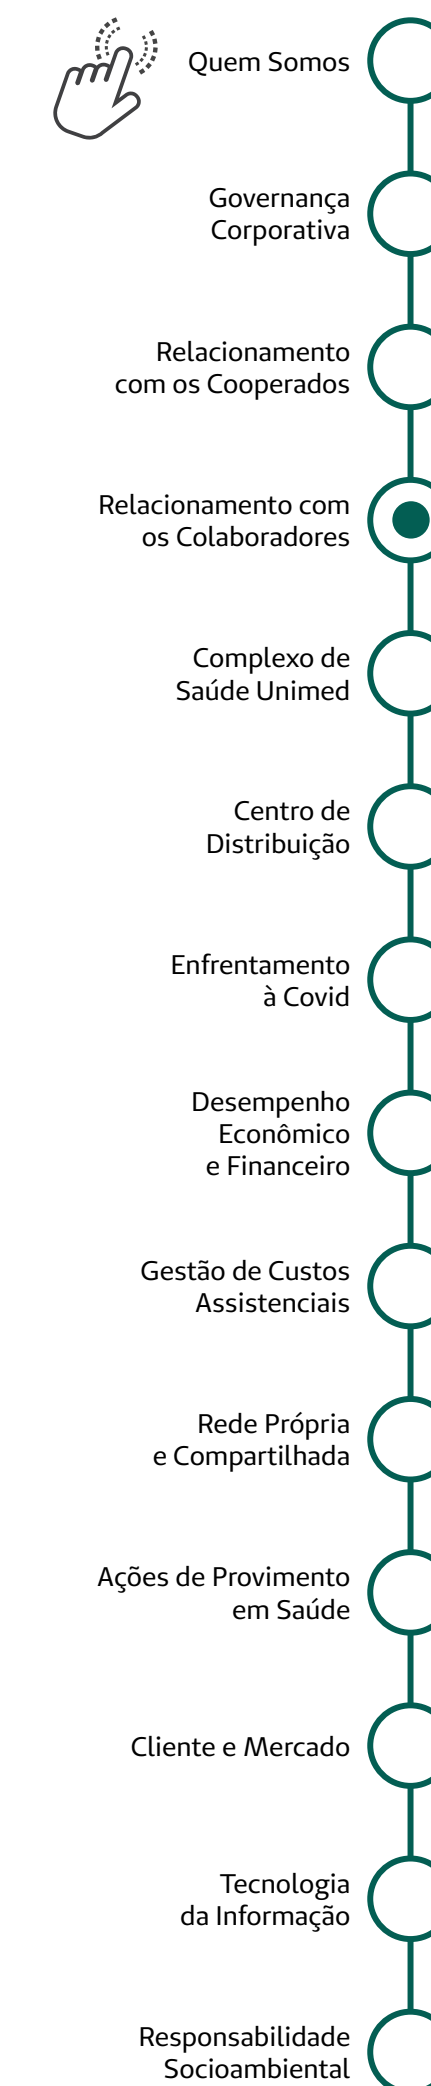 Quem Somos
Governança
Corporativa
Relacionamento
com os Cooperados
Relacionamento com
os Colaboradores
Complexo de
Saúde Unimed
Centro de
Distribuição
Enfrentamento
à Covid
Desempenho
Econômico
e Financeiro
Gestão de Custos
Assistenciais
Rede Própria
e Compartilhada
Ações de Provimento
em Saúde
Cliente e Mercado
Tecnologia
da Informação
Responsabilidade
Socioambiental